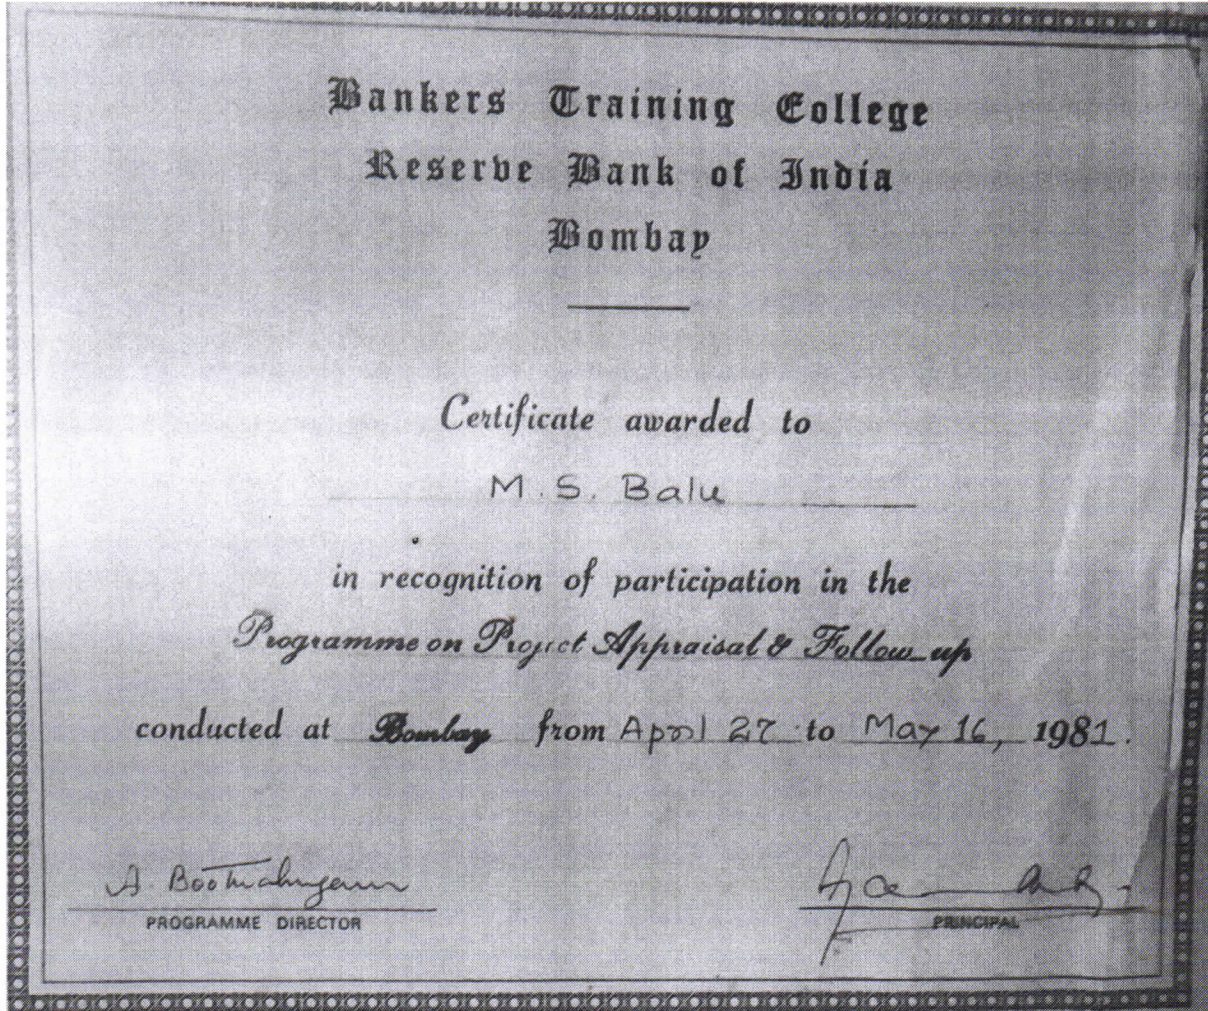 Bankers Training College
Reserve Bank of India
Bombay
Certificate awarded to
M. S. Balu
in recognition of participation in the
Programme on Project Appraisal & Follow-up
conducted at Bombay from April 27 to May 16, 1981.
A.
PROGRAMME DIRECTOR
PRINCIPAL